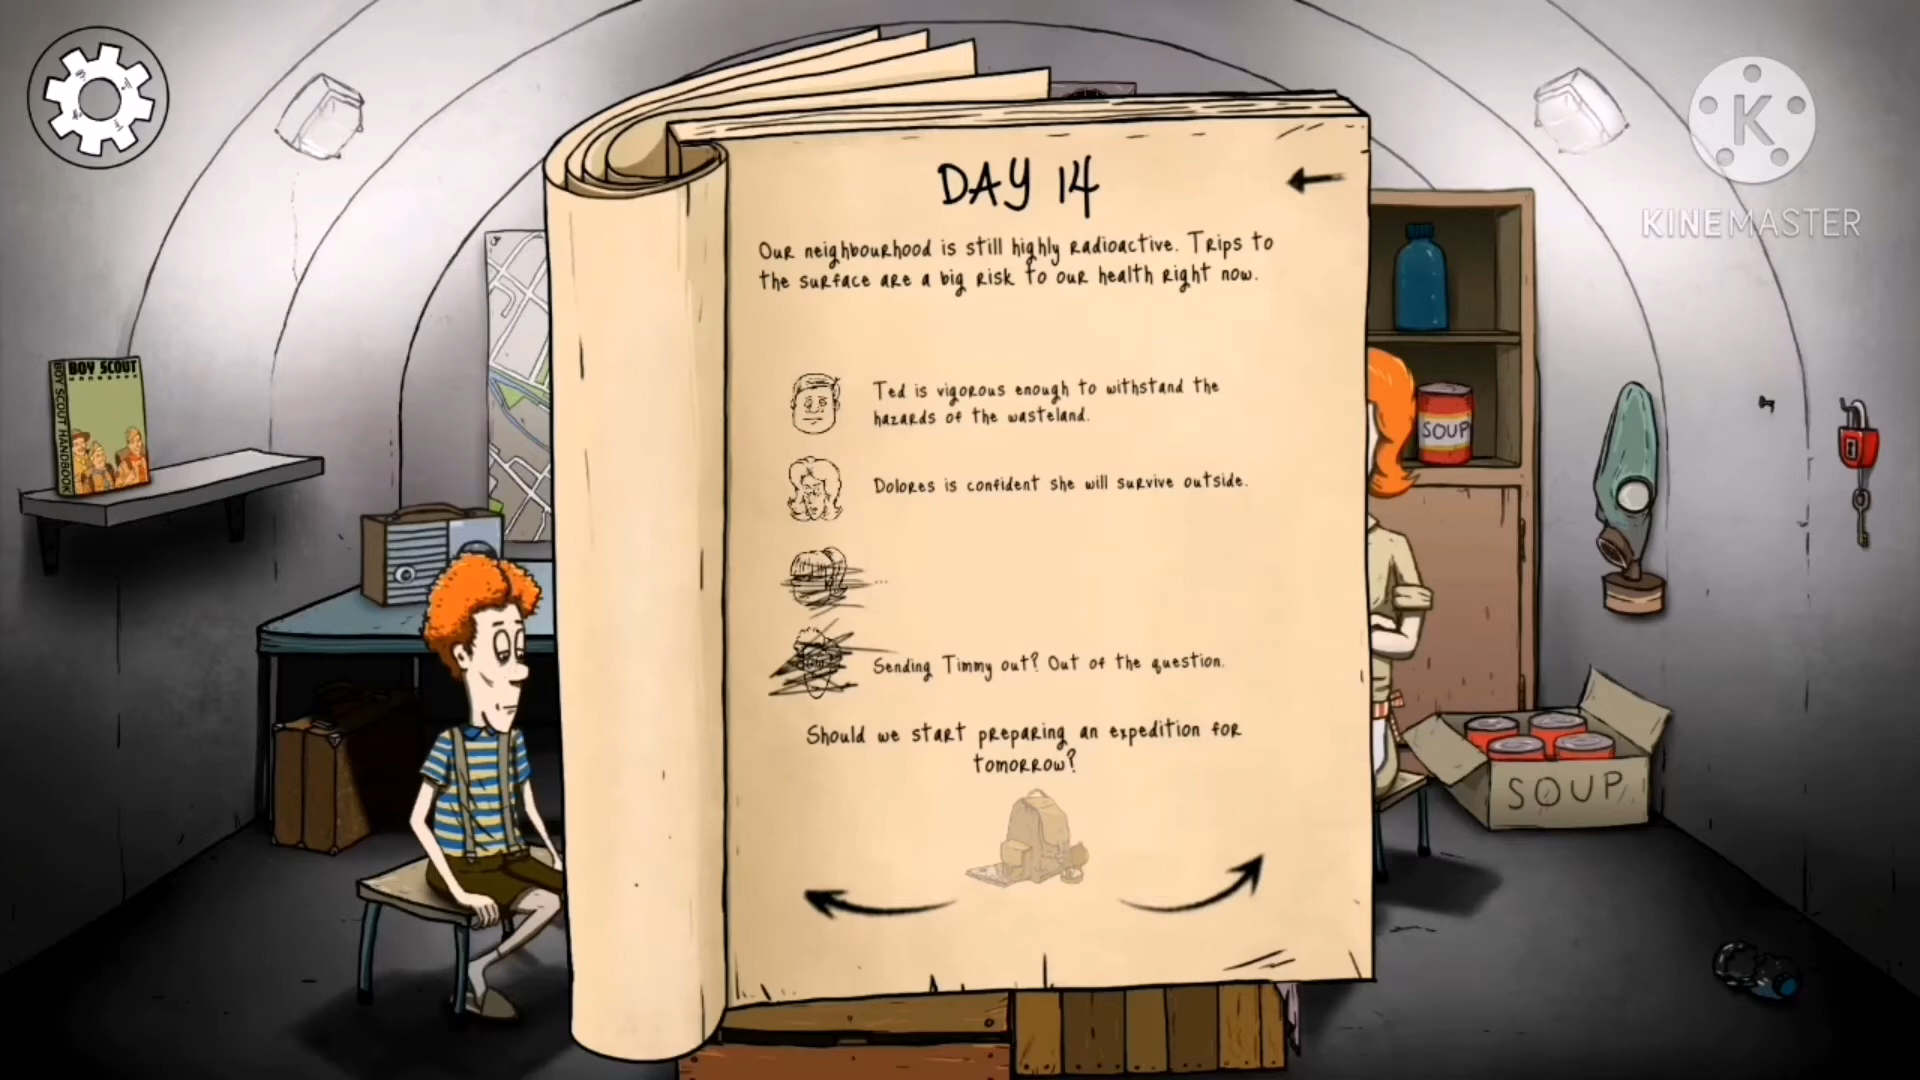 DAY 14
Our neighbourhood is still highly radioactive. Trips to
the surface are a big risk to our health right now.
Ted is vigorous enough to withstand the
hazards of the wasteland.
Dolores is confident she will survive outside.
...
Sending Timmy out? Out of the question.
Should we start preparing an expedition for
tomorrow?
BOY SCOUT
HANDBOOK
BOY SCOUT HANDBOOK
K
KINEMASTER
SOUP
SOUP